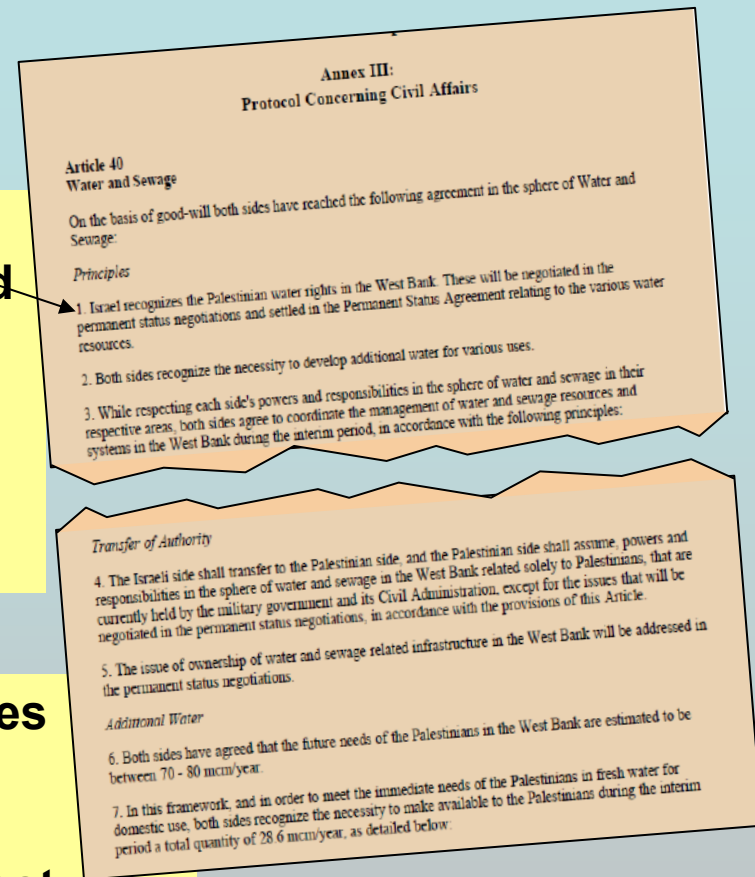 Annex III:
Protocol Concerning Civil Affairs
Article 40
Water and Sewage
On the basis of good-will both sides have reached the following agreement in the sphere of Water and
Sewage:
Principles
1. Israel recognizes the Palestinian water rights in the West Bank. These will be negotiated in the
permanent status negotiations and settled in the Permanent Status Agreement relating to the various water
resources.
2. Both sides recognize the necessity to develop additional water for various uses.
3. While respecting each side's powers and responsibilities in the sphere of water and sewage in their
respective areas, both sides agree to coordinate the management of water and sewage resources and
systems in the West Bank during the interim period, in accordance with the following principles:
Transfer of Authority
4. The Israeli side shall transfer to the Palestinian side, and the Palestinian side shall assume, powers and
responsibilities in the sphere of water and sewage in the West Bank related solely to Palestinians, that are
currently held by the military government and its Civil Administration, except for the issues that will be
negotiated in the permanent status negotiations, in accordance with the provisions of this Article.
5. The issue of ownership of water and sewage related infrastructure in the West Bank will be addressed in
the permanent status negotiations.
Additional Water
6. Both sides have agreed that the future needs of the Palestinians in the West Bank are estimated to be
between 70 - 80 mcm/year.
7. In this framework, and in order to meet the immediate needs of the Palestinians in fresh water for
domestic use, both sides recognize the necessity to make available to the Palestinians during the interim
period a total quantity of 28.6 mcm/year, as detailed below: